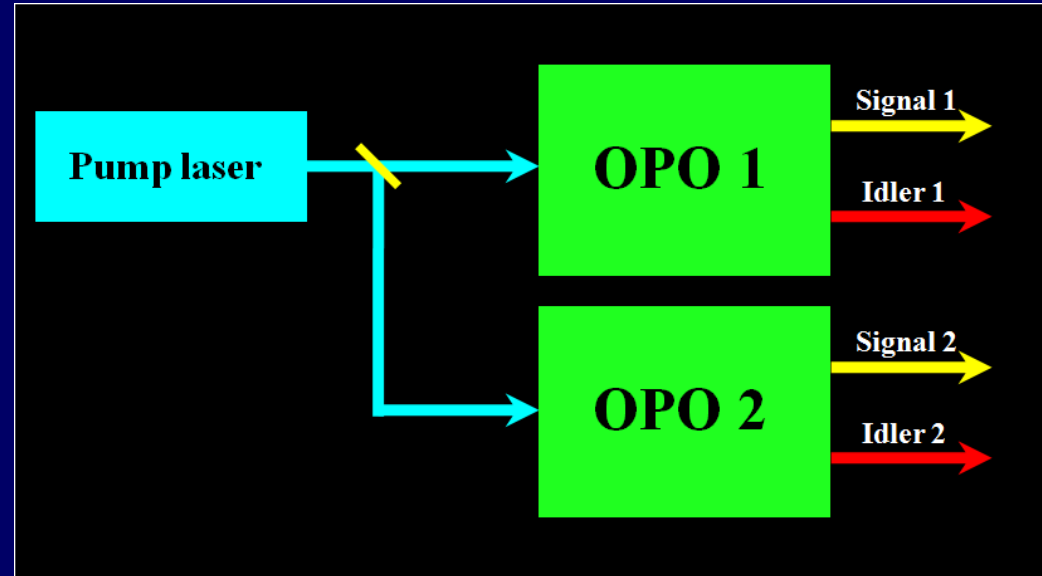 Pump laser
OPO 1
Signal 1
Idler 1
OPO 2
Signal 2
Idler 2